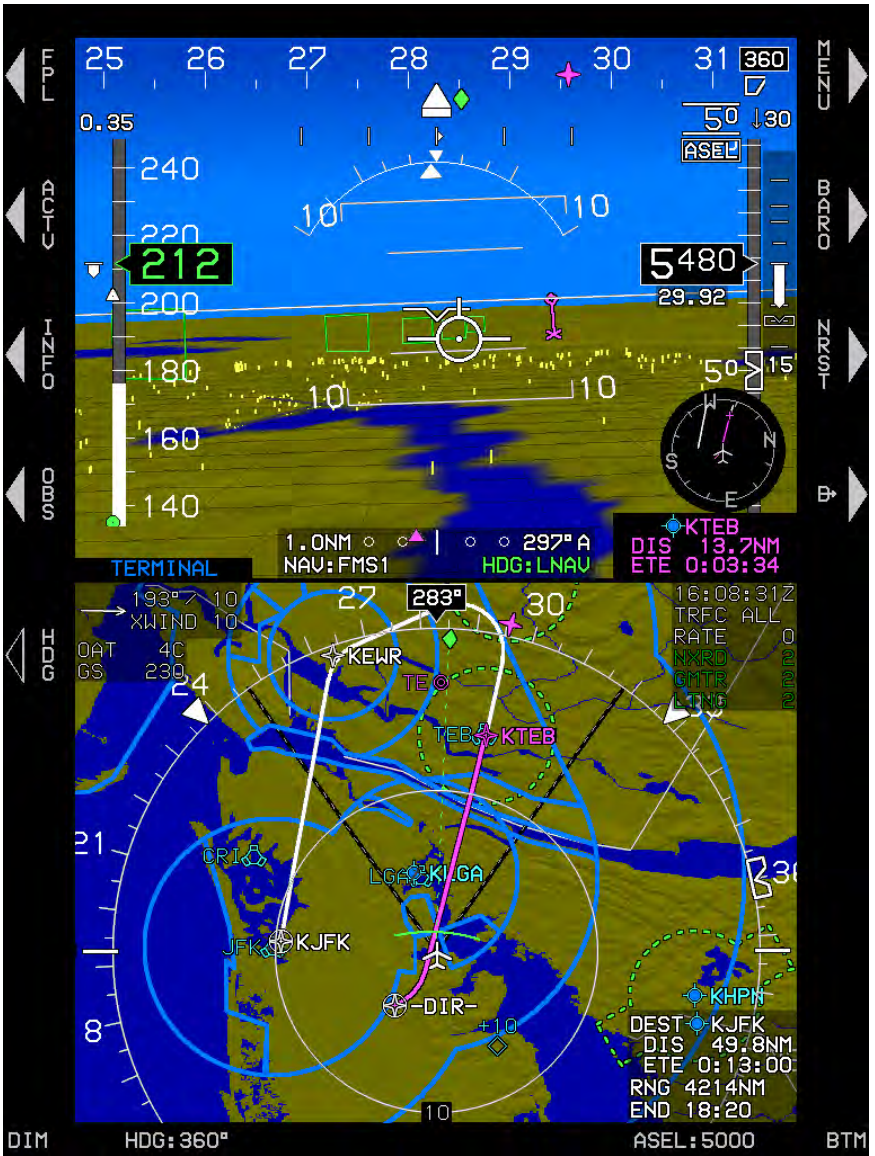 FPL
MENU
25 26 27 28 29 30 31
360
0.35
5⁰
↓30
ASEL
ACTV
BARO
240
220
200
180
160
140
212
10 10
10 10
5480
29.92
INFO
NRST
5⁰
15
W
S N
E
OBS
D→
KTEB
DIS 13.7NM
ETE 0:03:34
1.0NM 297°A
NAV:FMS1 HDG:LNAV
TERMINAL
HDG
193°/ 10
XWIND 10
OAT 4C
GS 230
27 283° 30
16:08:31Z
TRFC ALL
RATE 0
NXRD 2
GMTR 2
LTNG 2
24
KEWR
TE
TEB KTEB
21
CRI
LGA KLGA
36
JFK KJFK
-DIR-
KHPN
+10
8
DEST KJFK
DIS 49.8NM
ETE 0:13:00
RNG 4214NM
END 18:20
10
DIM HDG:360° ASEL:5000 BTM